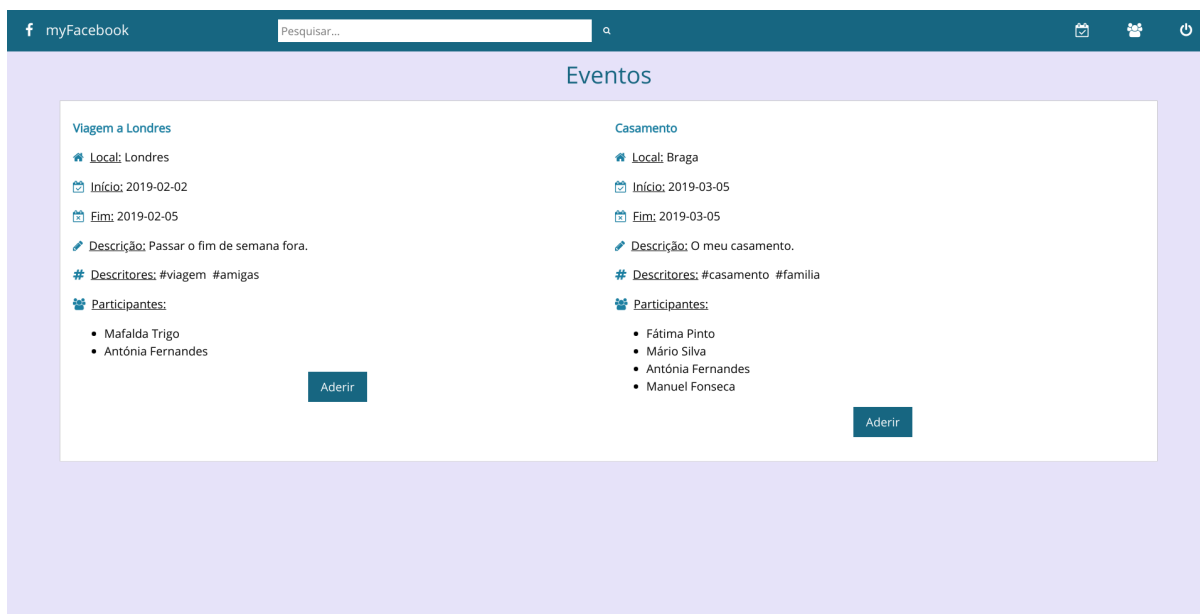 myFacebook
Pesquisar...
Eventos
Viagem a Londres
Local: Londres
Início: 2019-02-02
Fim: 2019-02-05
Descrição: Passar o fim de semana fora.
# Descritores: #viagem #amigas
Participantes:
• Mafalda Trigo
• Antónia Fernandes
Aderir
Casamento
Local: Braga
Início: 2019-03-05
Fim: 2019-03-05
Descrição: O meu casamento.
# Descritores: #casamento #familia
Participantes:
• Fátima Pinto
• Mário Silva
• Antónia Fernandes
• Manuel Fonseca
Aderir